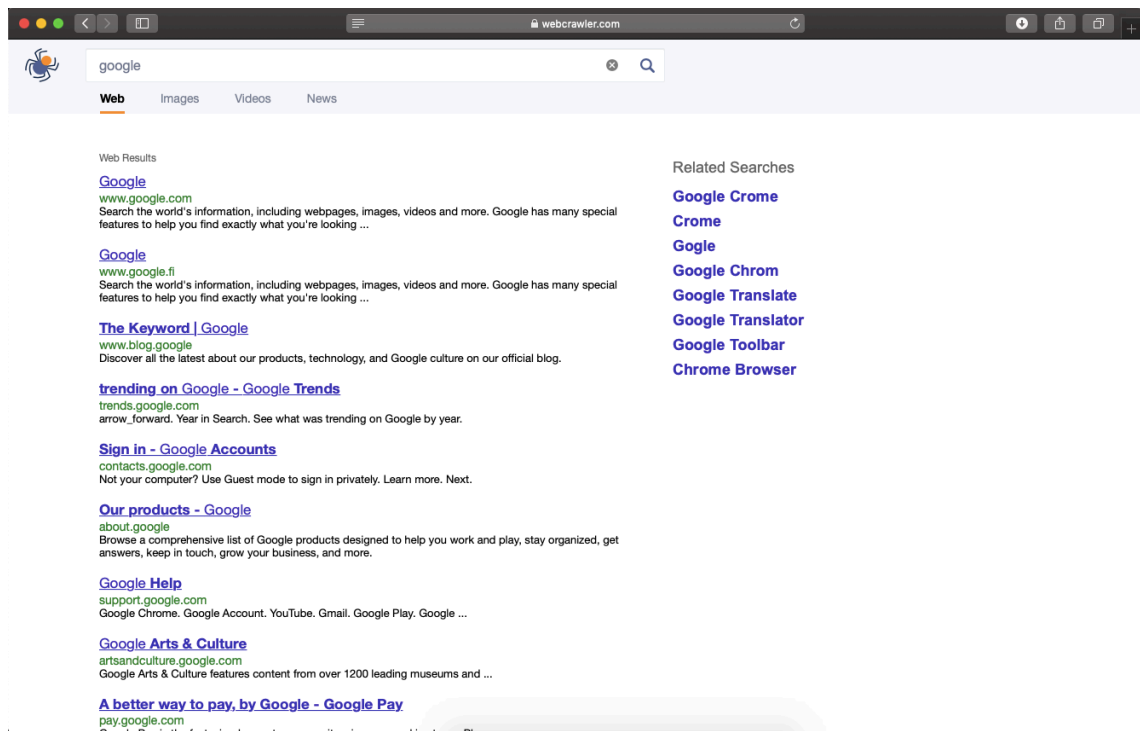 webcrawler.com
google
Web Images Videos News
Web Results
Google
www.google.com
Search the world's information, including webpages, images, videos and more. Google has many special
features to help you find exactly what you're looking ...
Google
www.google.fi
Search the world's information, including webpages, images, videos and more. Google has many special
features to help you find exactly what you're looking ...
The Keyword | Google
www.blog.google
Discover all the latest about our products, technology, and Google culture on our official blog.
trending on Google - Google Trends
trends.google.com
arrow_forward. Year in Search. See what was trending on Google by year.
Sign in - Google Accounts
contacts.google.com
Not your computer? Use Guest mode to sign in privately. Learn more. Next.
Our products - Google
about.google
Browse a comprehensive list of Google products designed to help you work and play, stay organized, get
answers, keep in touch, grow your business, and more.
Google Help
support.google.com
Google Chrome. Google Account. YouTube. Gmail. Google Play. Google ...
Google Arts & Culture
artsandculture.google.com
Google Arts & Culture features content from over 1200 leading museums and ...
A better way to pay, by Google - Google Pay
pay.google.com
Related Searches
Google Crome
Crome
Gogle
Google Chrom
Google Translate
Google Translator
Google Toolbar
Chrome Browser